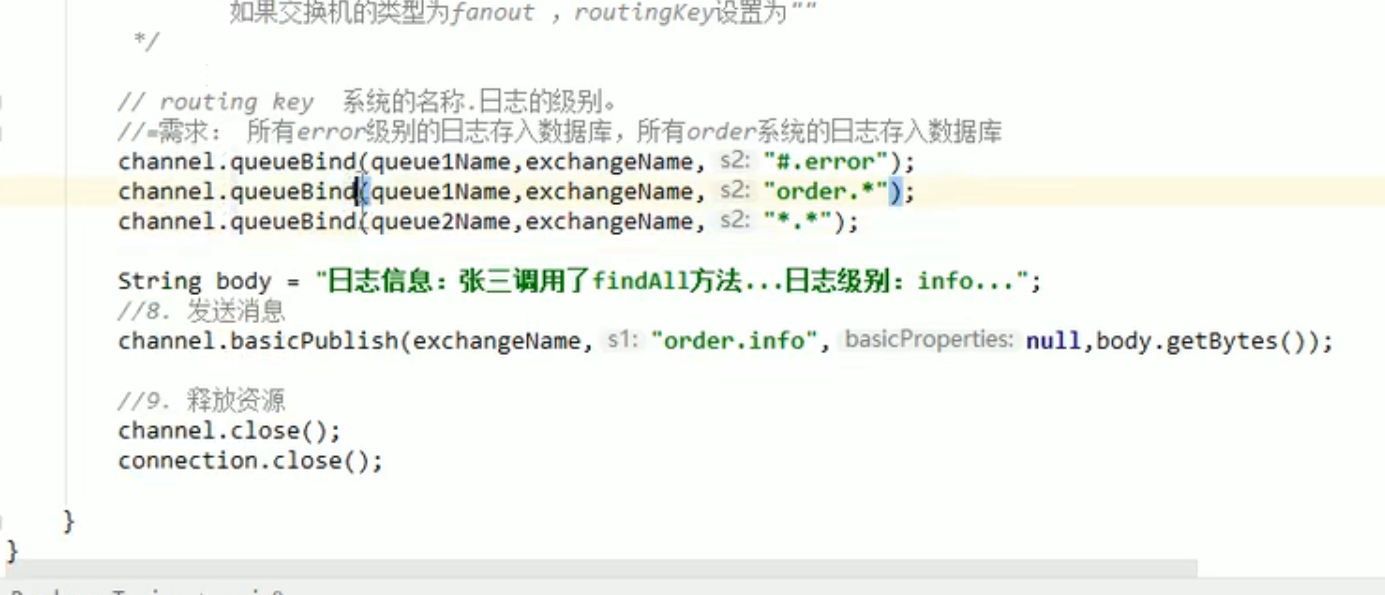 如果交换机的类型为fanout ，routingKey设置为""
*/
// routing key  系统的名称.日志的级别。
//=需求： 所有error级别的日志存入数据库，所有order系统的日志存入数据库
channel.queueBind(queue1Name,exchangeName, s2: "#.error");
channel.queueBind(queue1Name,exchangeName, s2: "order.*");
channel.queueBind(queue2Name,exchangeName, s2: "*.*");
String body = "日志信息：张三调用了findAll方法...日志级别：info...";
//8. 发送消息
channel.basicPublish(exchangeName, s1: "order.info", basicProperties: null,body.getBytes());
//9. 释放资源
channel.close();
connection.close();
}
}